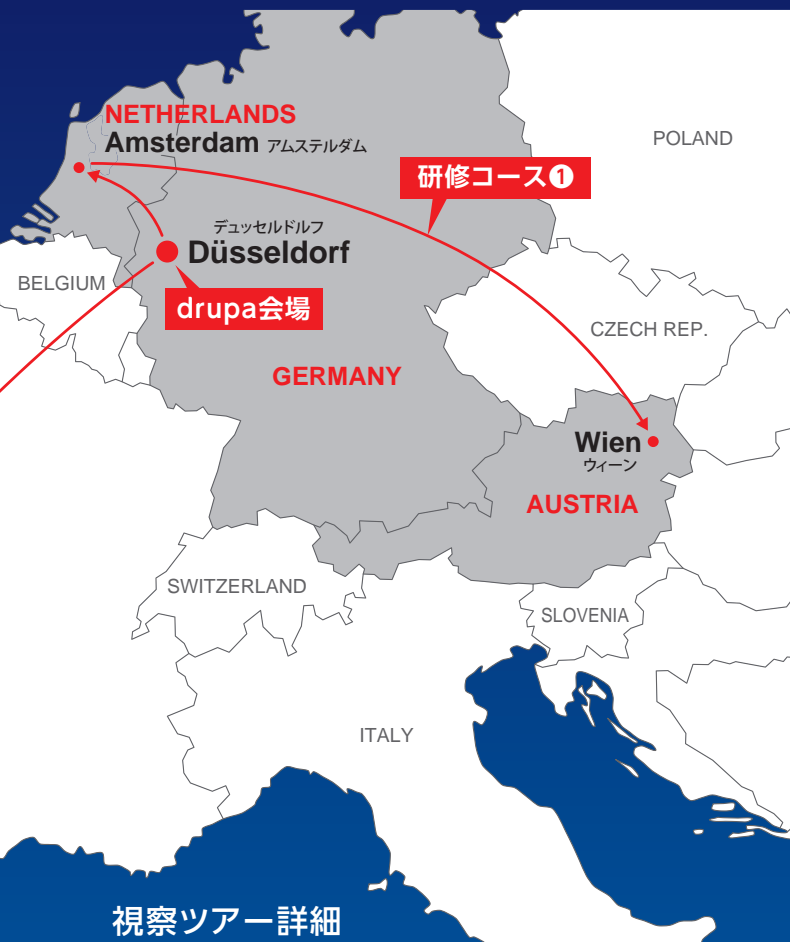 NETHERLANDS
Amsterdam アムステルダム
POLAND
研修コース❶
デュッセルドルフ
Düsseldorf
BELGIUM
drupa会場
CZECH REP.
GERMANY
Wien
ウィーン
AUSTRIA
SWITZERLAND
SLOVENIA
ITALY
視察ツアー詳細